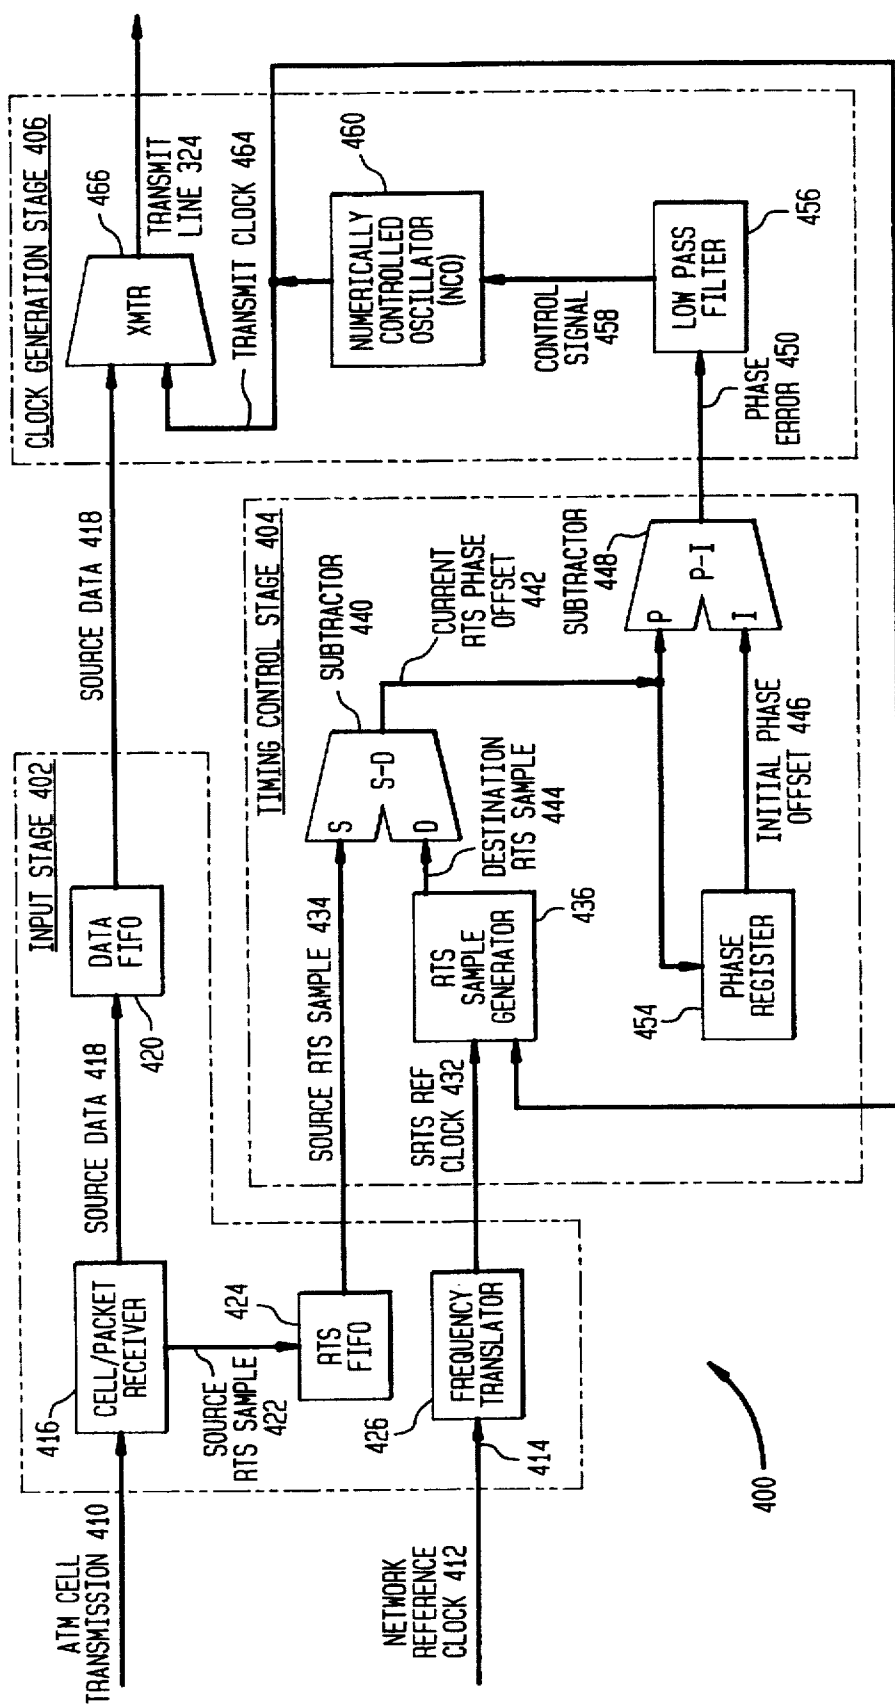 ATM CELL
TRANSMISSION 410
NETWORK
REFERENCE
CLOCK 412
414
INPUT STAGE 402
416
CELL/PACKET
RECEIVER
SOURCE DATA 418
DATA
FIFO
420
SOURCE
RTS SAMPLE
422
424
RTS
FIFO
426
FREQUENCY
TRANSLATOR
SOURCE DATA 418
TIMING CONTROL STAGE 404
SOURCE RTS SAMPLE 434
SRTS REF
CLOCK 432
RTS
SAMPLE
GENERATOR
436
DESTINATION
RTS SAMPLE
444
S
D
S-D
SUBTRACTOR
440
CURRENT
RTS PHASE
OFFSET
442
454
PHASE
REGISTER
INITIAL PHASE
OFFSET 446
SUBTRACTOR
448
P
I
P-I
CLOCK GENERATION STAGE 406
XMTR
466
TRANSMIT
LINE 324
TRANSMIT CLOCK 464
NUMERICALLY
CONTROLLED
OSCILLATOR
(NCO)
460
CONTROL
SIGNAL
458
LOW PASS
FILTER
456
PHASE
ERROR 450
400